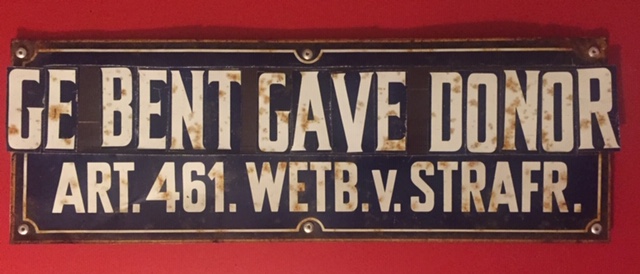 GE BENT GAVE DONOR
ART. 461. WETB. v. STRAFR.